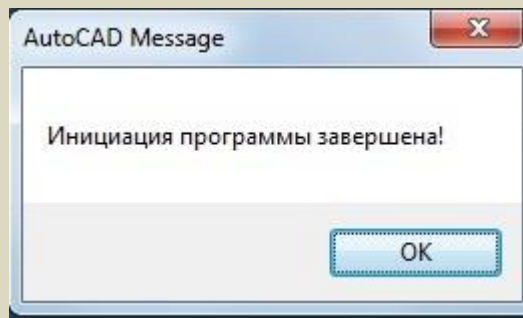 AutoCAD Message
Инициация программы завершена!
OK